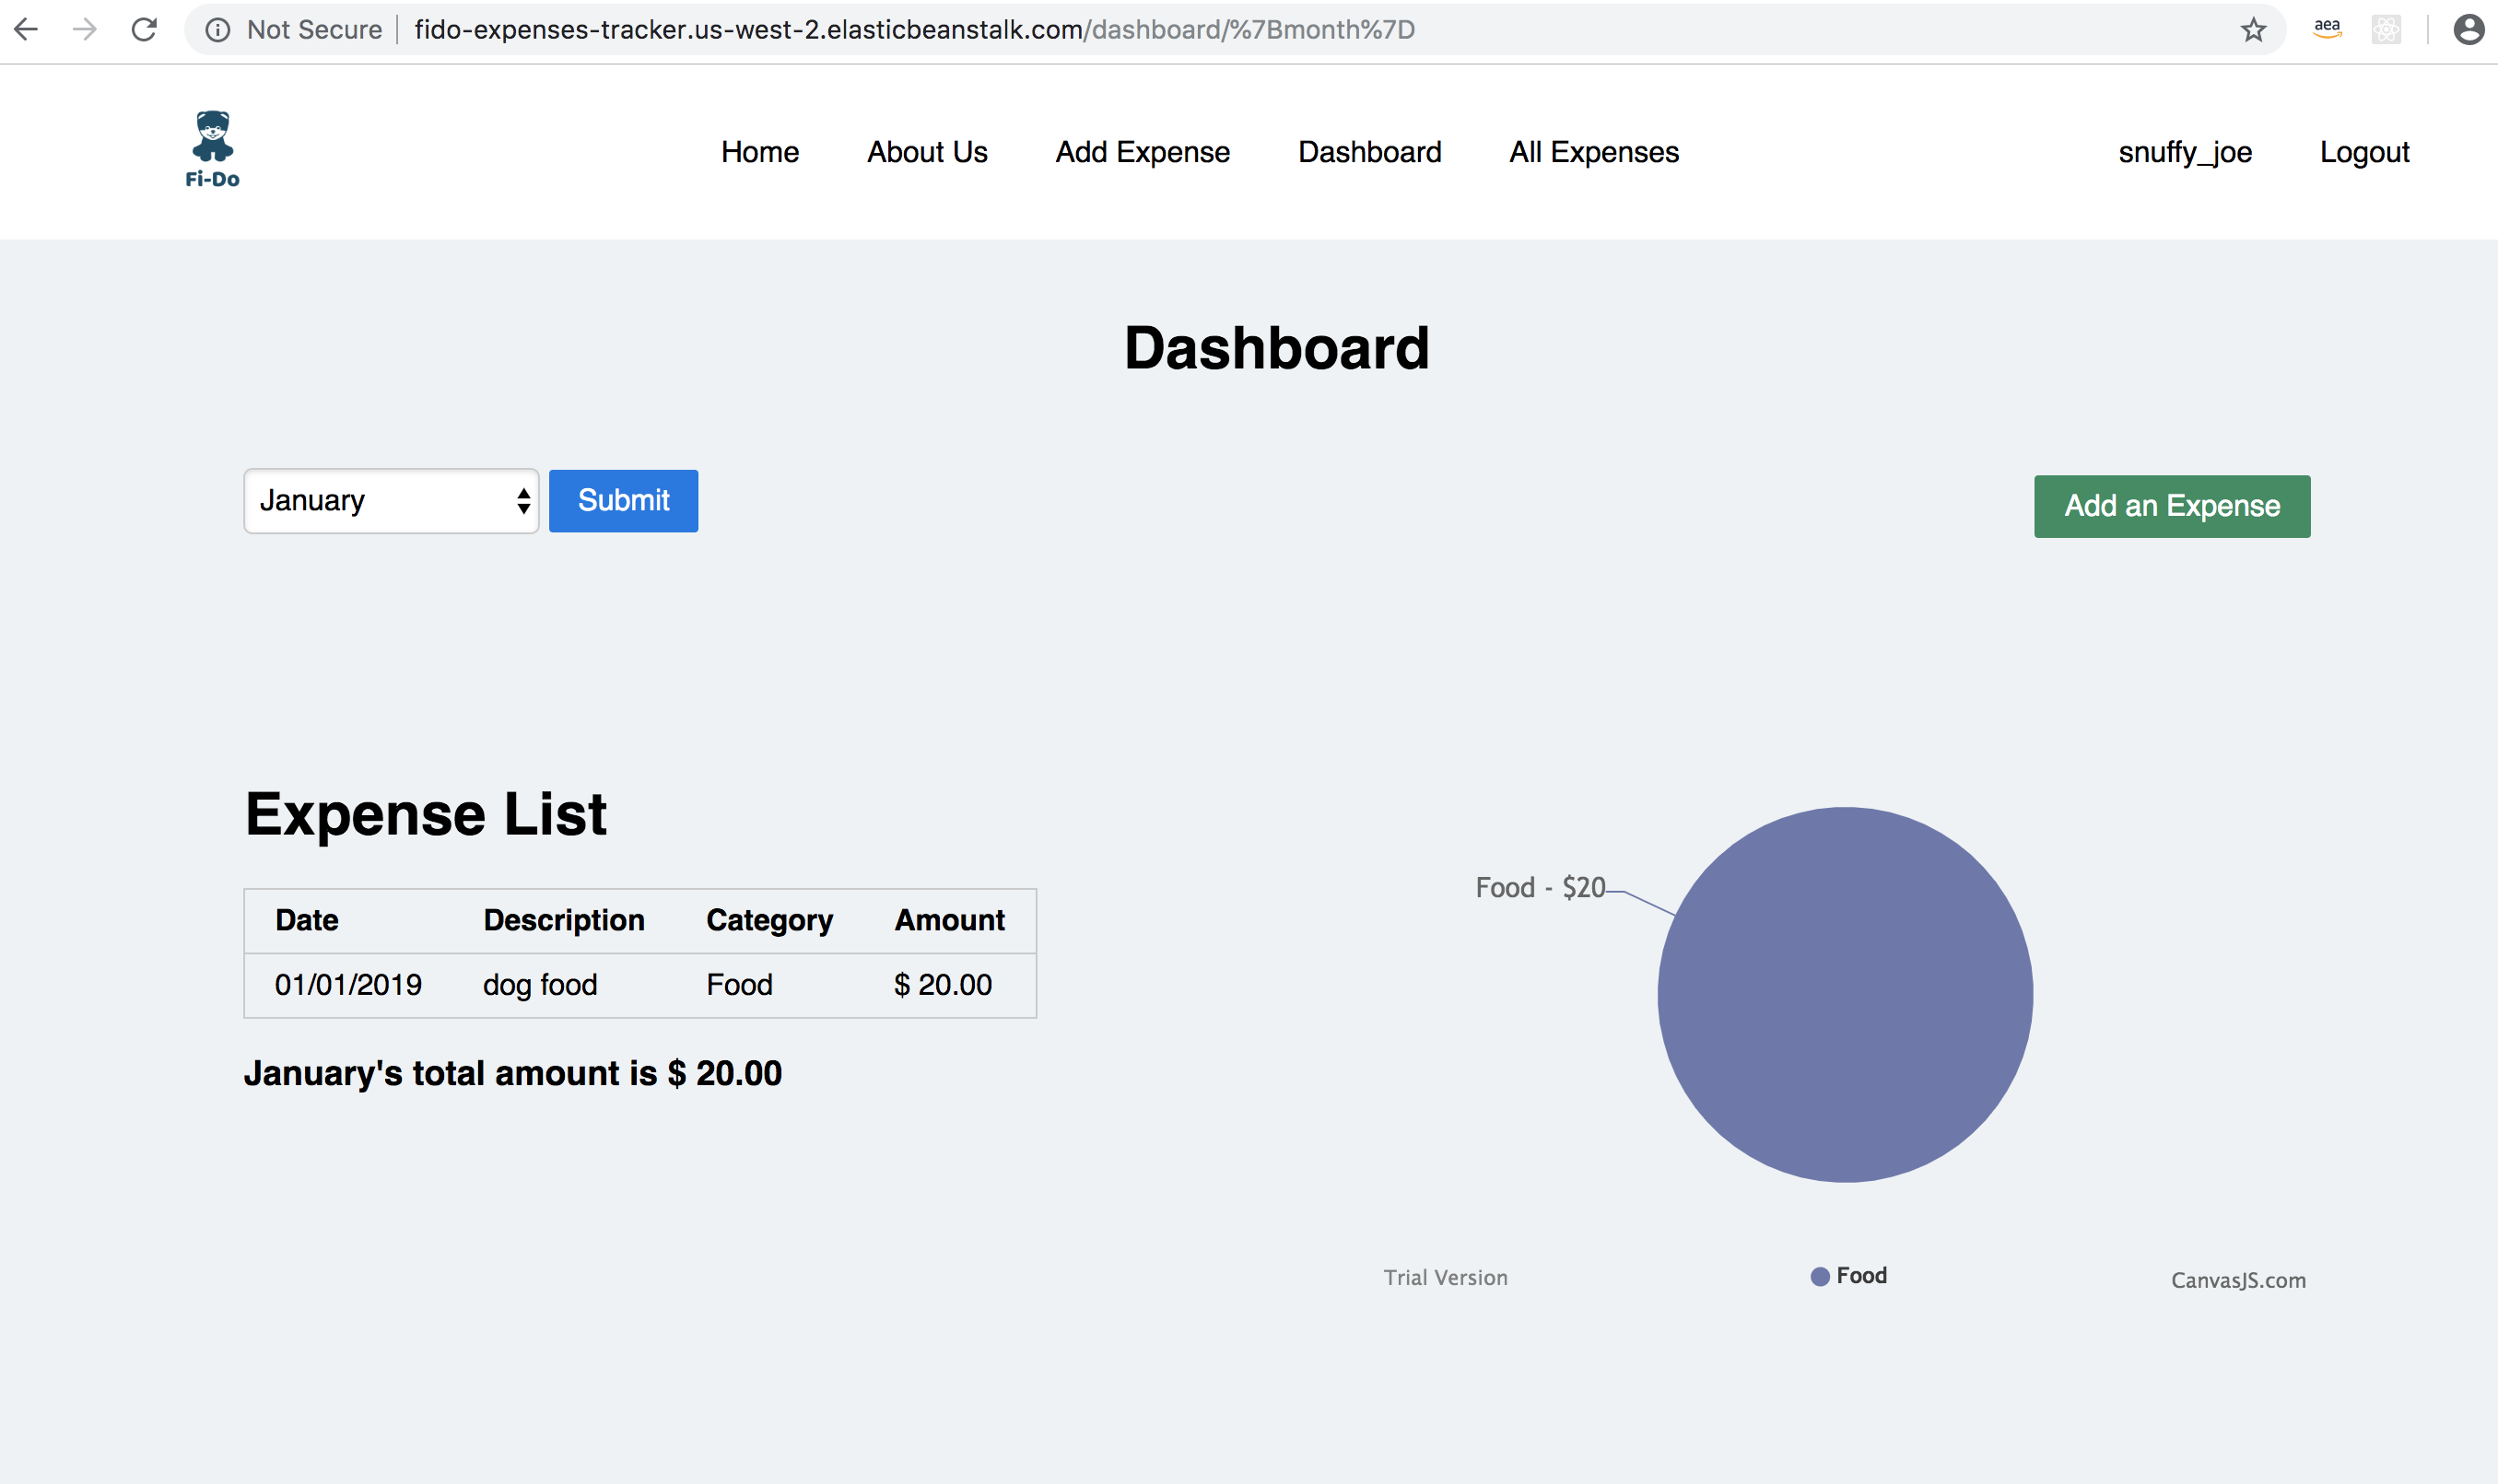 Not Secure fido-expenses-tracker.us-west-2.elasticbeanstalk.com/dashboard/%7Bmonth%7D
aea
Fi-Do
Home About Us Add Expense Dashboard All Expenses snuffy_joe Logout
Dashboard
January Submit Add an Expense
Expense List
Date Description Category Amount
01/01/2019 dog food Food $ 20.00
January's total amount is $ 20.00
Food - $20
Trial Version Food CanvasJS.com